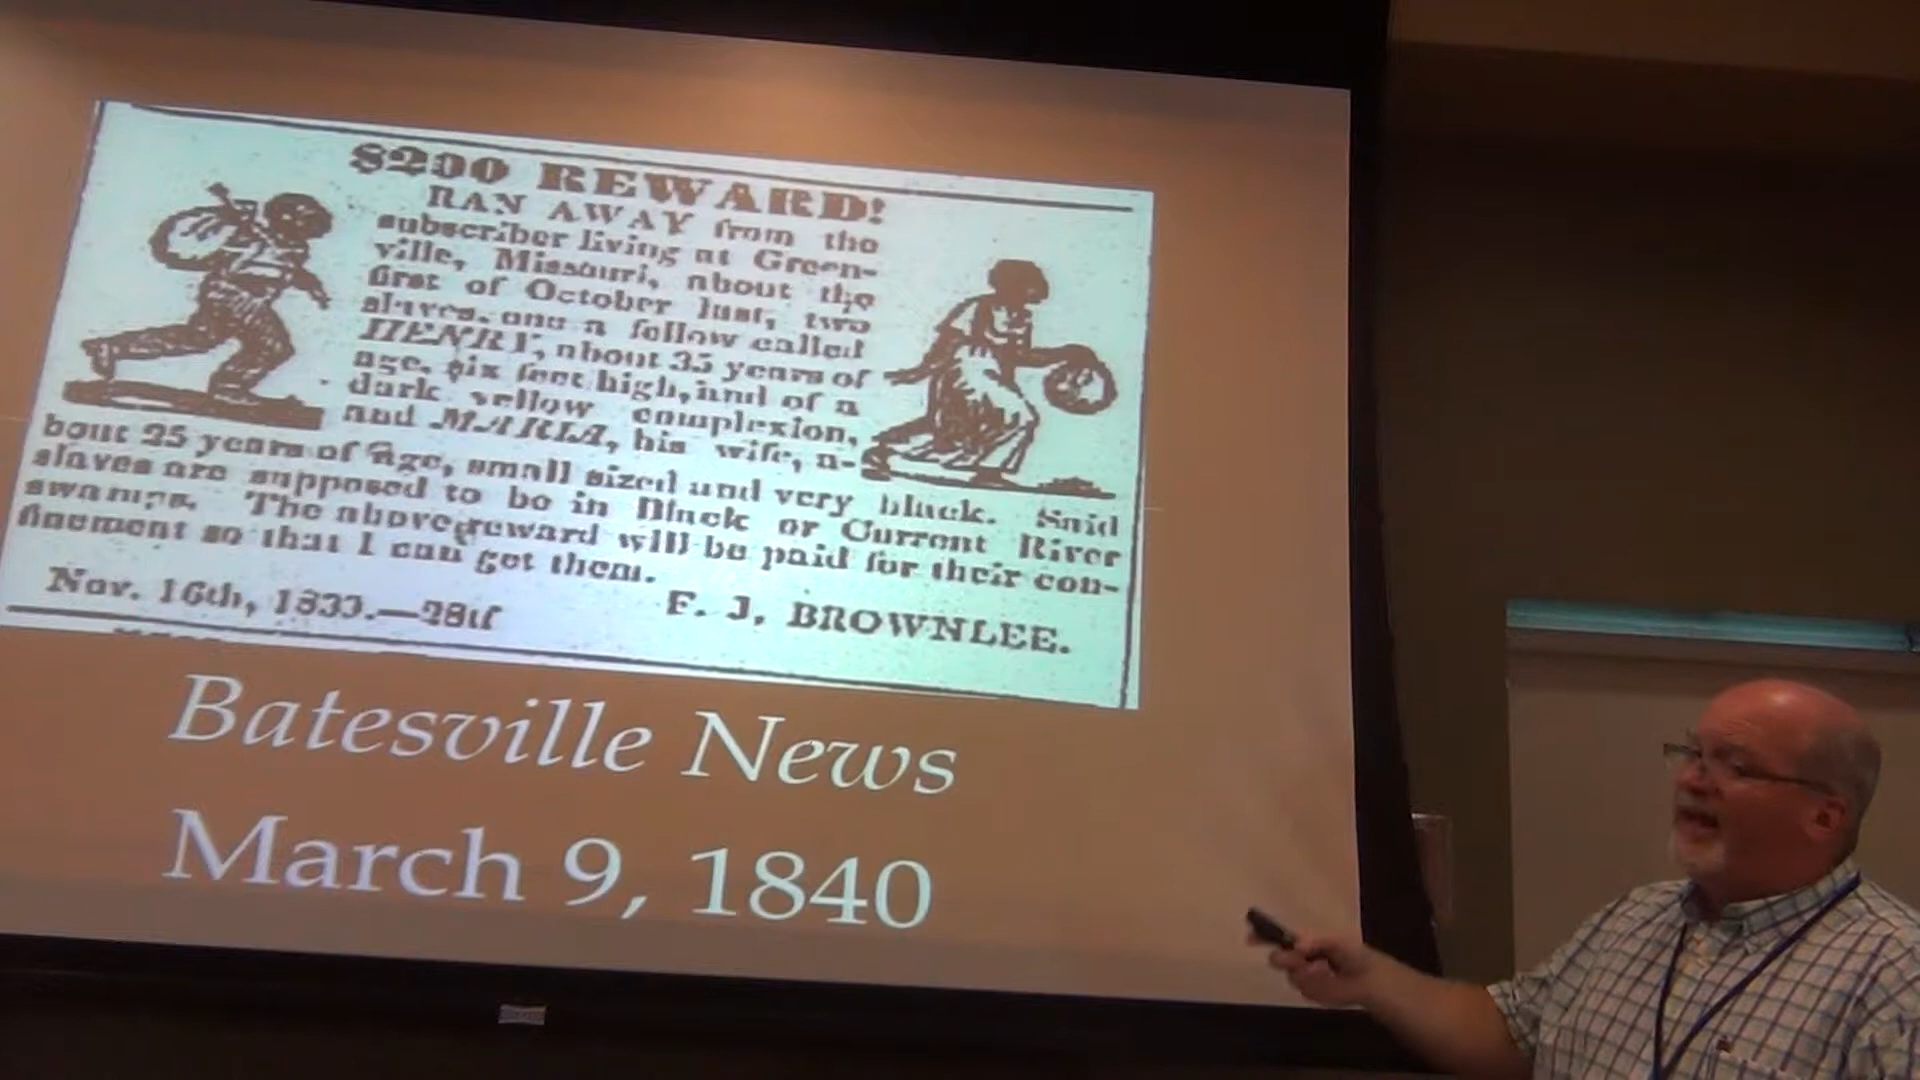 $200 REWARD!
RAN AWAY from the
subscriber living at Green-
ville, Missouri, about the
first of October last, two
slaves, one a fellow called
HENRY, about 35 years of
age, six feet high, and of a
dark yellow complexion,
and MARIA, his wife, a-
bout 25 years of age, small sized and very black. Said
slaves are supposed to be in Black or Current River
swamps. The above reward will be paid for their con-
finement so that I can get them.
F. J. BROWNLEE.
Nov. 16th, 1839.—28tf
Batesville News
March 9, 1840